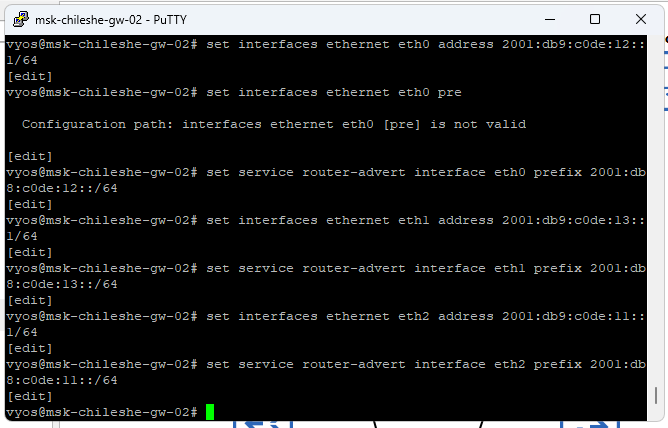 msk-chileshe-gw-02 - PuTTY
vyos@msk-chileshe-gw-02# set interfaces ethernet eth0 address 2001:db9:c0de:12::
1/64
[edit]
vyos@msk-chileshe-gw-02# set interfaces ethernet eth0 pre
Configuration path: interfaces ethernet eth0 [pre] is not valid
[edit]
vyos@msk-chileshe-gw-02# set service router-advert interface eth0 prefix 2001:db
8:c0de:12::/64
[edit]
vyos@msk-chileshe-gw-02# set interfaces ethernet eth1 address 2001:db9:c0de:13::
1/64
[edit]
vyos@msk-chileshe-gw-02# set service router-advert interface eth1 prefix 2001:db
8:c0de:13::/64
[edit]
vyos@msk-chileshe-gw-02# set interfaces ethernet eth2 address 2001:db9:c0de:11::
1/64
[edit]
vyos@msk-chileshe-gw-02# set service router-advert interface eth2 prefix 2001:db
8:c0de:11::/64
[edit]
vyos@msk-chileshe-gw-02#